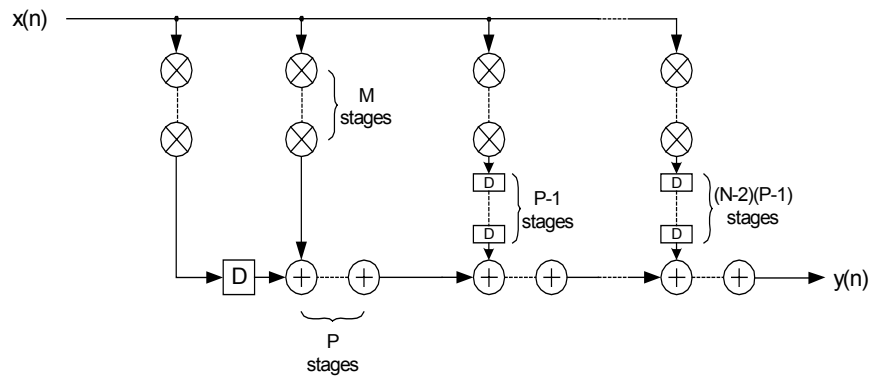 x(n)
M
stages
D
D
P-1
stages
D
D
(N-2)(P-1)
stages
D
y(n)
P
stages